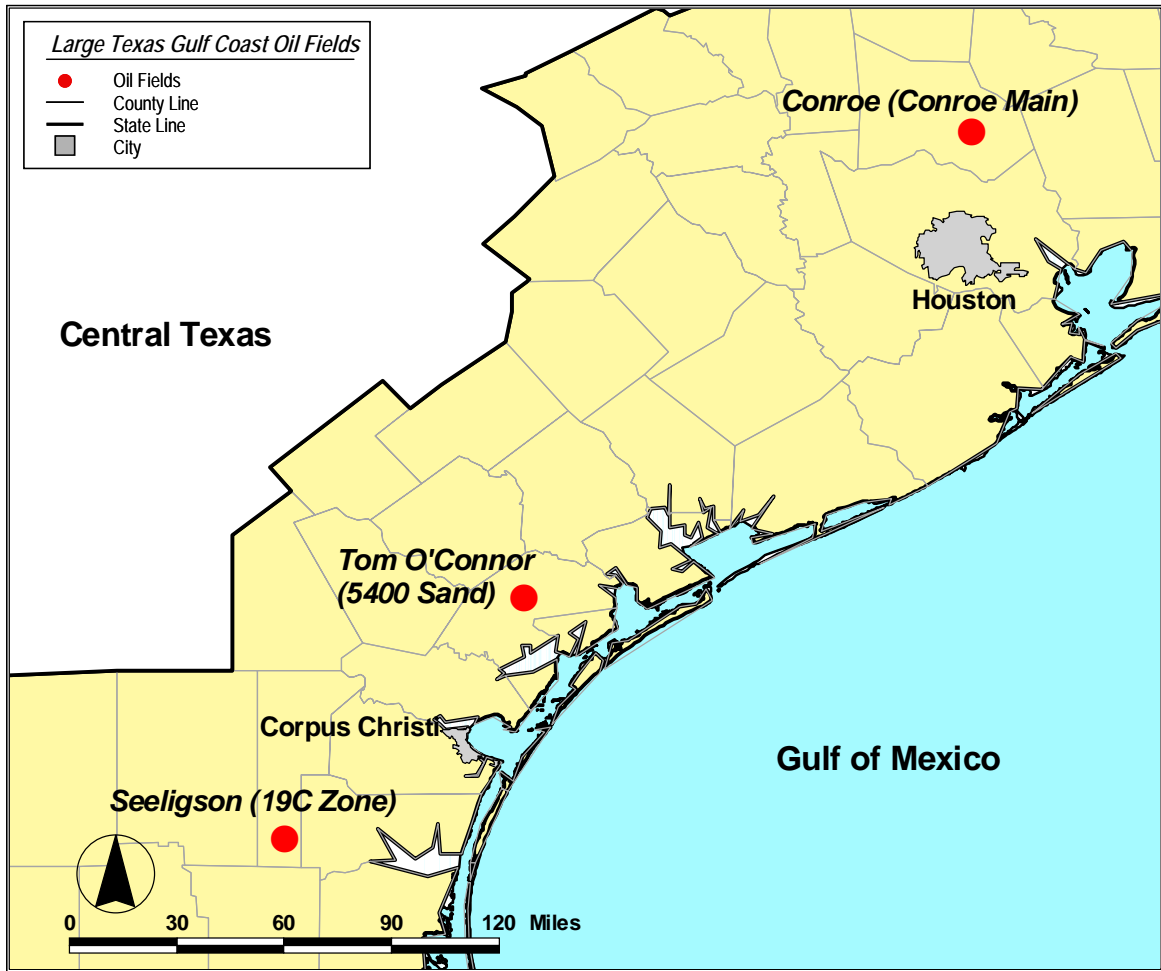 Large Texas Gulf Coast Oil Fields
Oil Fields
County Line
State Line
City
Conroe (Conroe Main)
Houston
Central Texas
Tom O'Connor
(5400 Sand)
Corpus Christi
Gulf of Mexico
Seeligson (19C Zone)
0 30 60 90 120 Miles